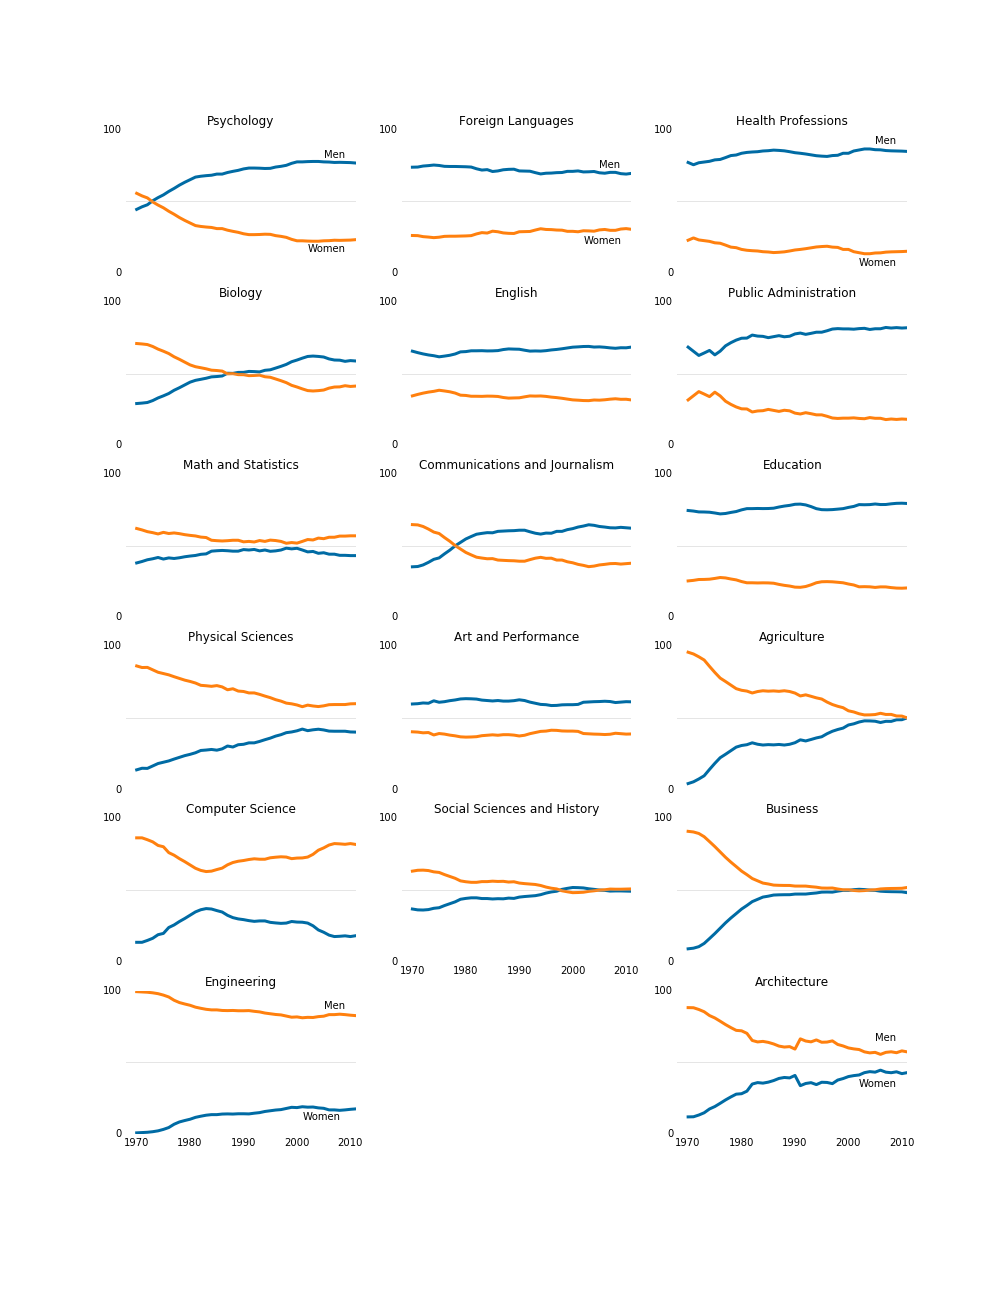 Psychology
100
Men
Women
0
Foreign Languages
100
Men
Women
0
Health Professions
100
Men
Women
0
Biology
100
0
English
100
0
Public Administration
100
0
Math and Statistics
100
0
Communications and Journalism
100
0
Education
100
0
Physical Sciences
100
0
Art and Performance
100
0
Agriculture
100
0
Computer Science
100
0
Social Sciences and History
100
0
1970 1980 1990 2000 2010
Business
100
0
Engineering
100
Men
Women
0
1970 1980 1990 2000 2010
Architecture
100
Men
Women
0
1970 1980 1990 2000 2010